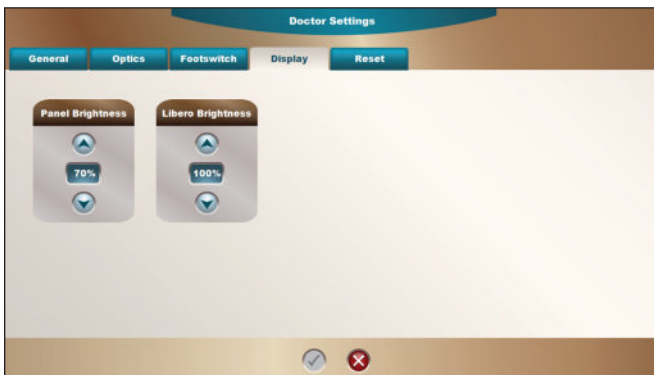 Doctor Settings
General Optics Footswitch Display Reset
Panel Brightness Libero Brightness
70% 100%